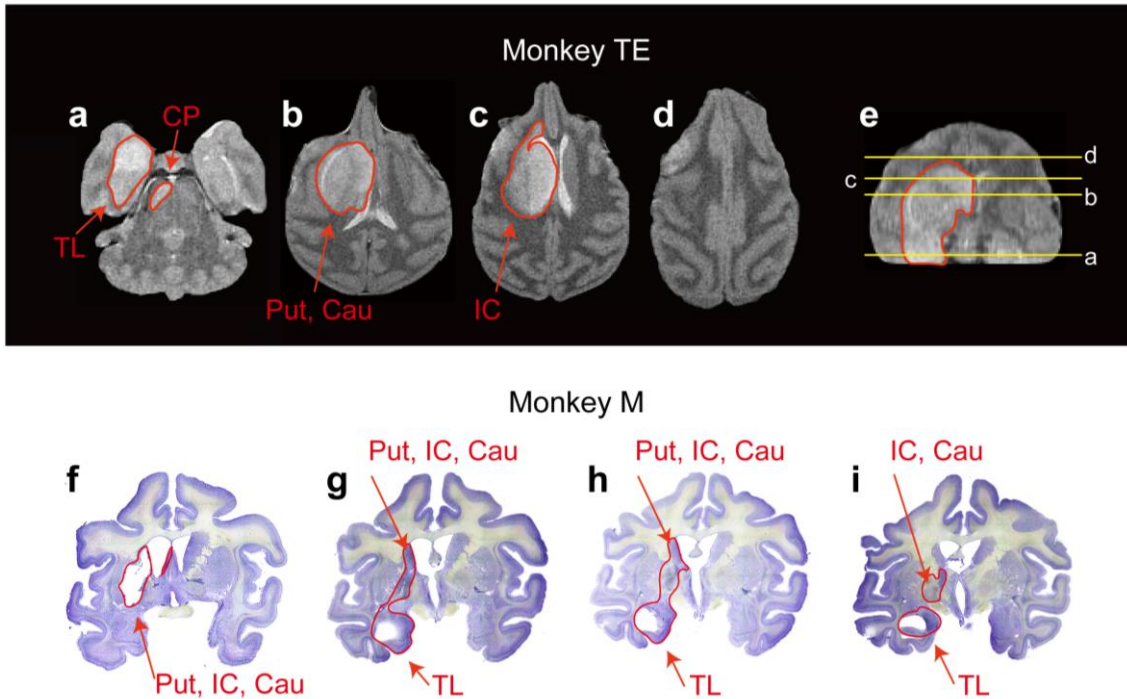 Monkey TE
a
CP
b
c
d
e
TL
Put, Cau
IC
d
c
b
a
Monkey M
Put, IC, Cau
Put, IC, Cau
IC, Cau
f
g
h
i
Put, IC, Cau
TL
TL
TL